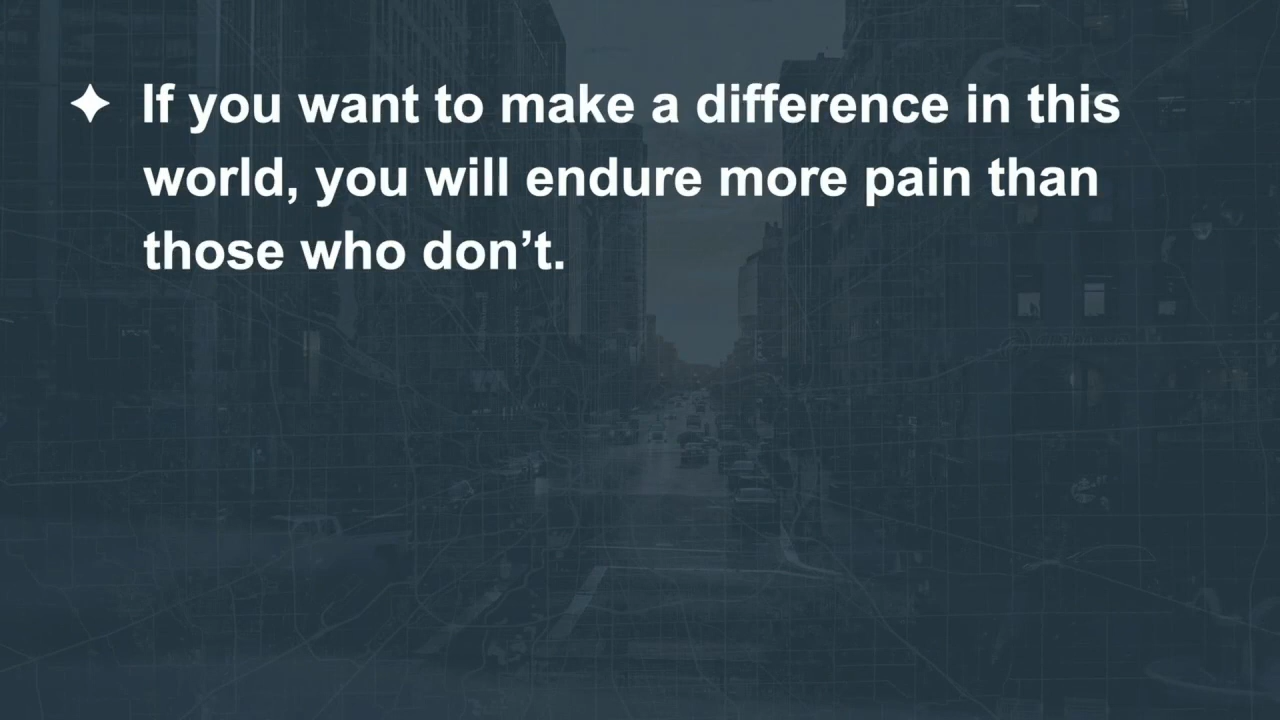 If you want to make a difference in this
world, you will endure more pain than
those who don’t.